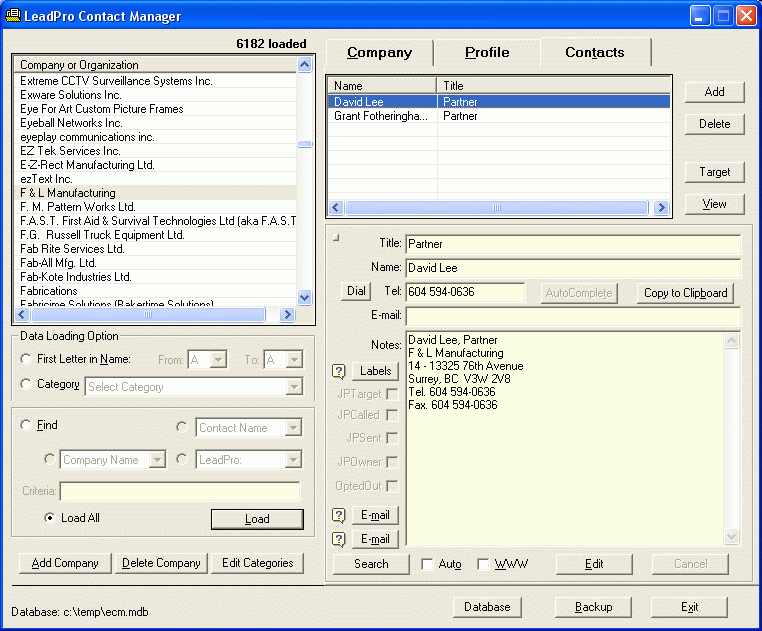 LeadPro Contact Manager
6182 loaded
Company or Organization
Extreme CCTV Surveillance Systems Inc.
Exware Solutions Inc.
Eye For Art Custom Picture Frames
Eyeball Networks Inc.
eyeplay communications inc.
EZ Tek Services Inc.
E-Z-Rect Manufacturing Ltd.
ezText Inc.
F & L Manufacturing
F. M. Pattern Works Ltd.
F.A.S.T. First Aid & Survival Technologies Ltd (aka F.A.S.T
F.G. Russell Truck Equipment Ltd.
Fab Rite Services Ltd.
Fab-All Mfg. Ltd.
Fab-Kote Industries Ltd.
Fabrications
Fabricime Solutions (Bakertime Solutions)
Data Loading Option
First Letter in Name: From: A To: A
Category Select Category
Find Contact Name
Company Name LeadPro:
Criteria:
Load All Load
Add Company Delete Company Edit Categories
Database: c:\temp\ecm.mdb
Company Profile Contacts
Name Title
David Lee Partner
Grant Fotheringha... Partner
Add
Delete
Target
View
Title: Partner
Name: David Lee
Dial Tel: 604 594-0636 AutoComplete Copy to Clipboard
E-mail:
Notes:
David Lee, Partner
F & L Manufacturing
14 - 13325 76th Avenue
Surrey, BC V3W 2V8
Tel. 604 594-0636
Fax. 604 594-0636
? Labels
JPTarget
JPCalled
JPSent
JPOwner
OptedOut
? E-mail
? E-mail
Search Auto WWW Edit Cancel
Database Backup Exit